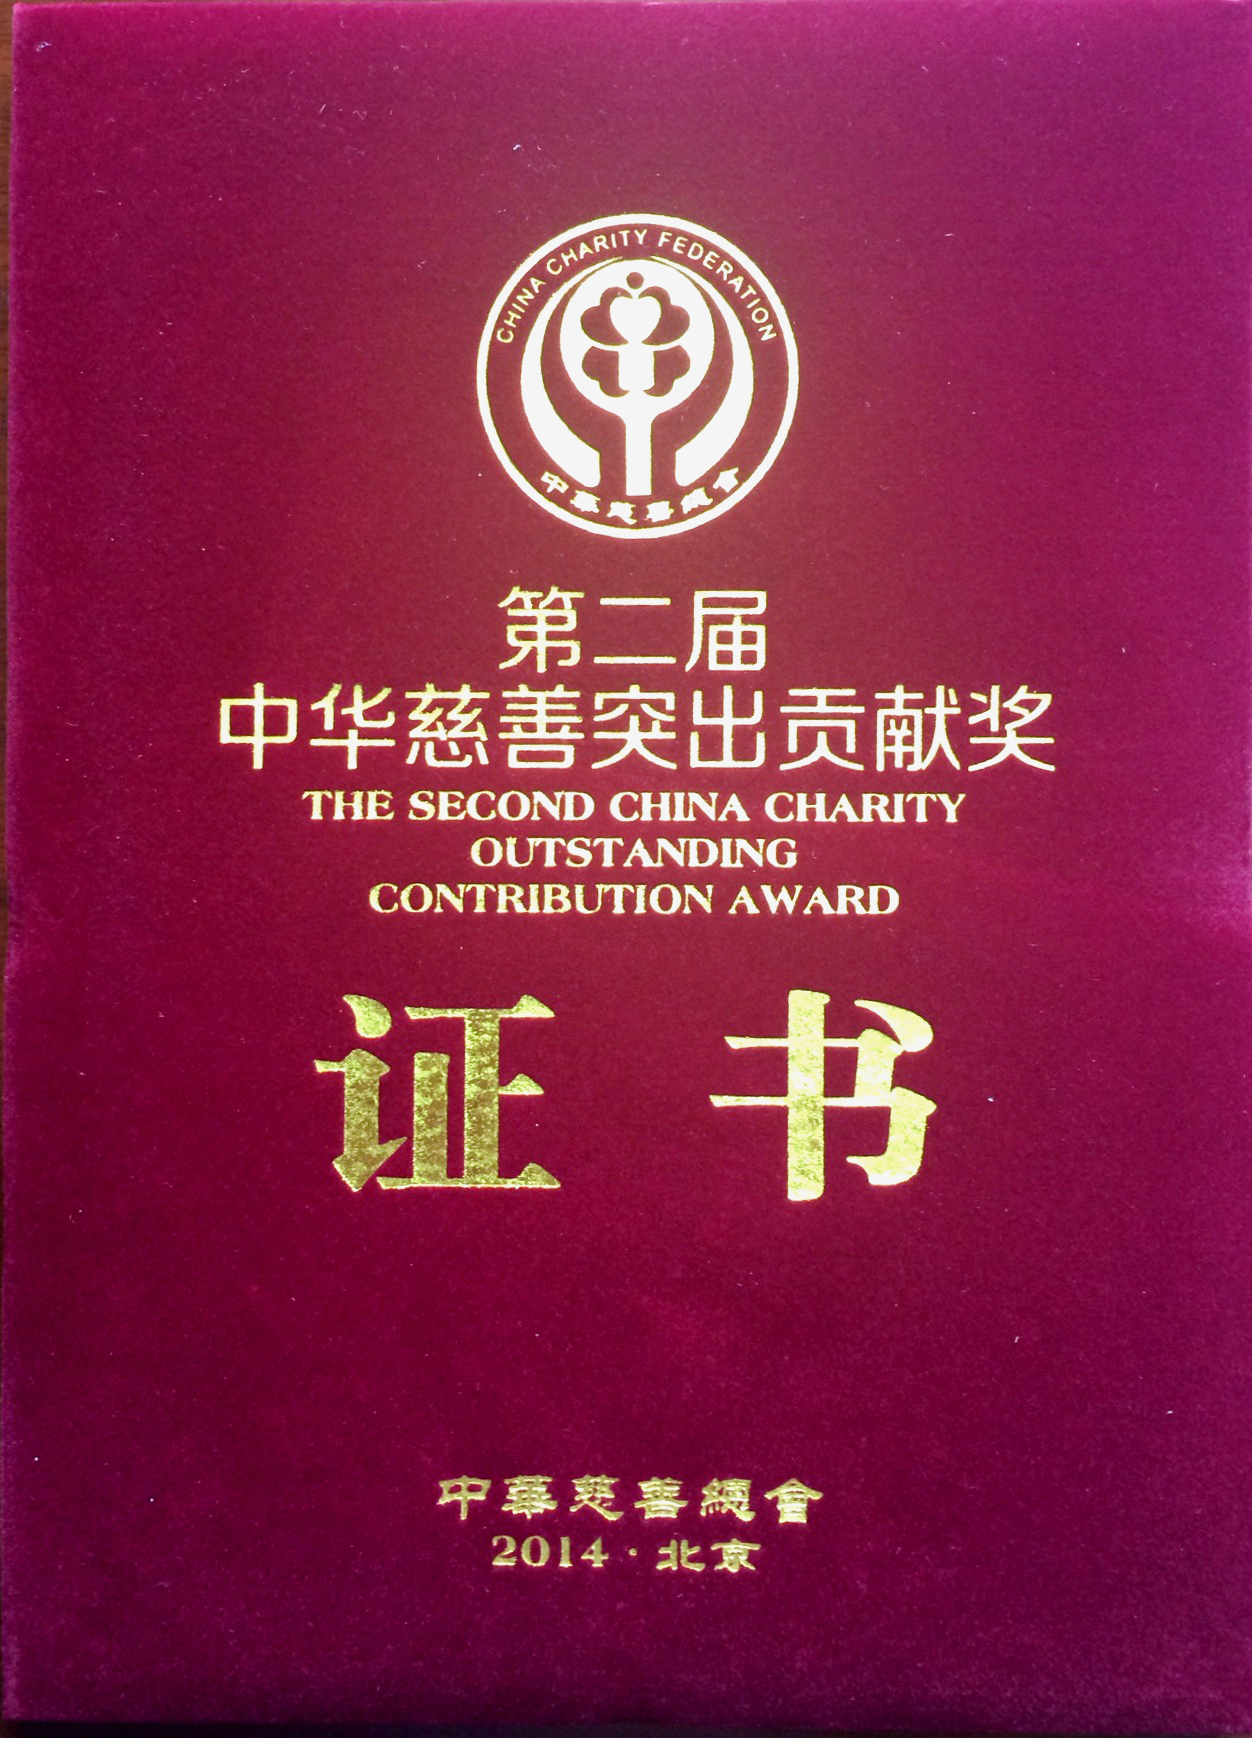 CHINA CHARITY FEDERATION
中華慈善總會
第二届
中华慈善突出贡献奖
THE SECOND CHINA CHARITY
OUTSTANDING
CONTRIBUTION AWARD
证书
中華慈善總會
2014·北京